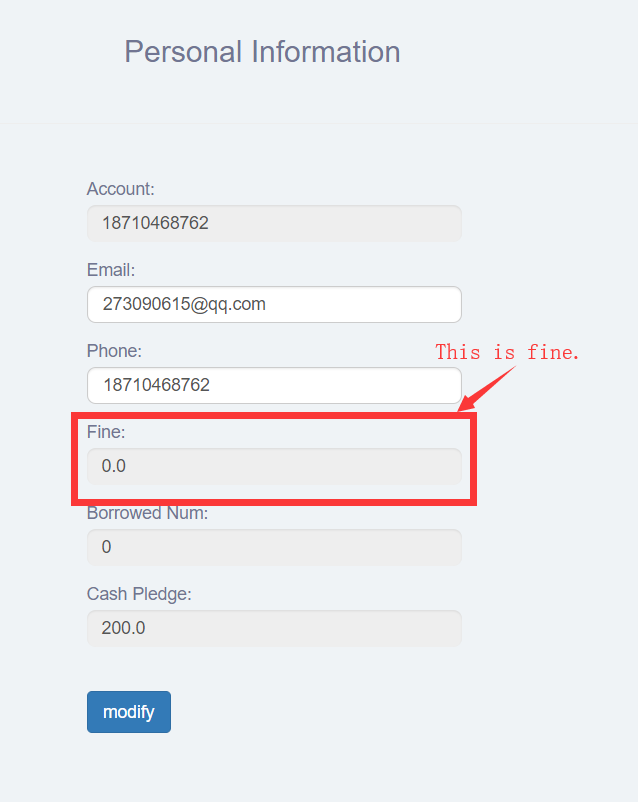 Personal Information
Account:
18710468762
Email:
273090615@qq.com
Phone:
This is fine.
18710468762
Fine:
0.0
Borrowed Num:
0
Cash Pledge:
200.0
modify